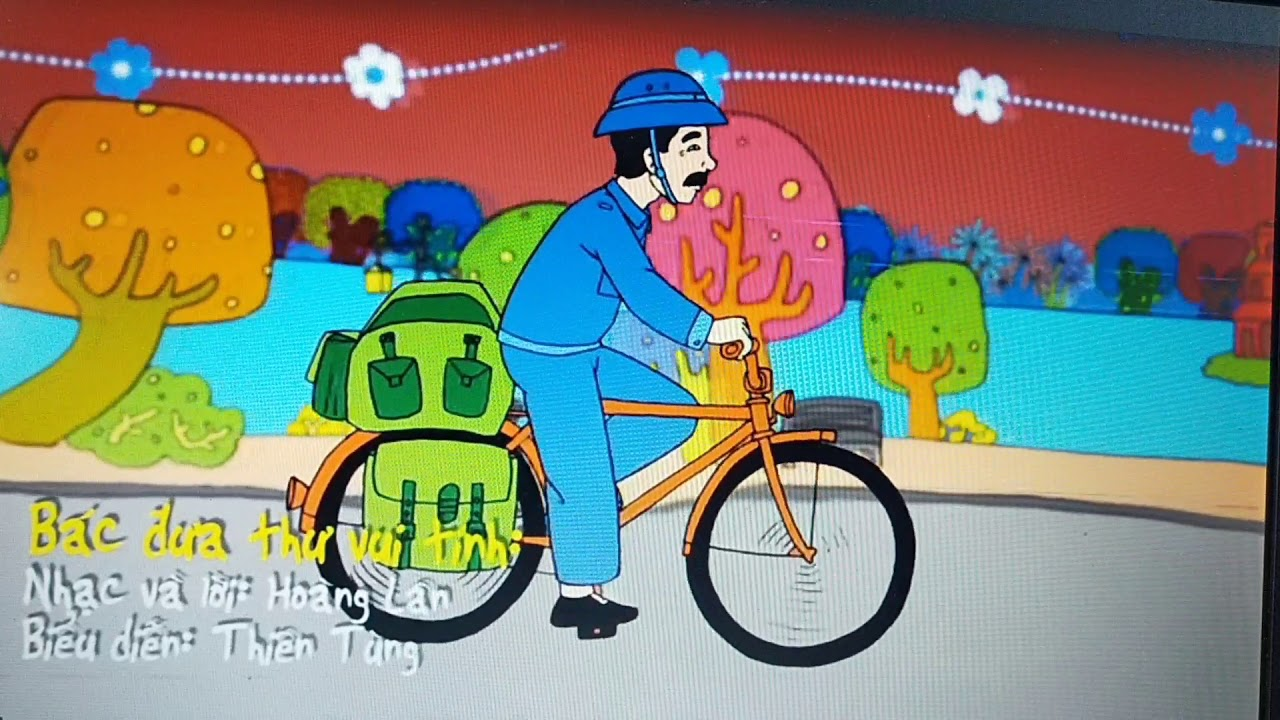 Bác đưa thư vui tính:
Nhạc và lời: Hoàng Lân
Biểu diễn: Thiên Tùng